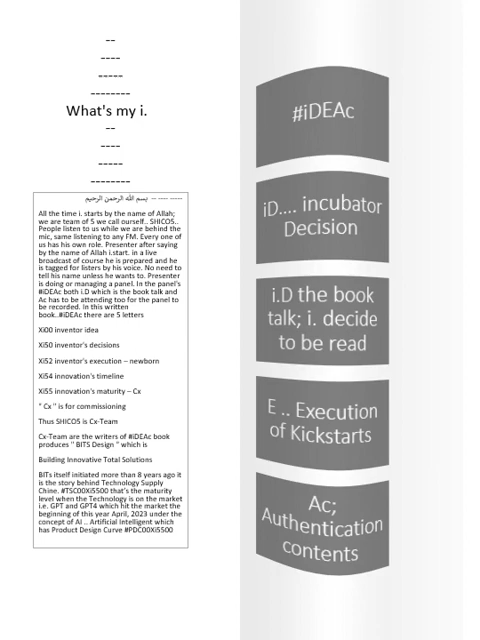 --
----
-----
--------
What's my i.
--
----
-----
--------
بسم الله الرحمن الرحيم -- ---- -----
All the time i. starts by the name of Allah;
we are team of 5 we call ourself.. SHICO5..
People listen to us while we are behind the
mic, same listening to any FM. Every one of
us has his own role. Presenter after saying
by the name of Allah i.start. in a live
broadcast of course he is prepared and he
is tagged for listers by his voice. No need to
tell his name unless he wants to. Presenter
is doing or managing a panel. In the panel's
#iDEAc both i.D which is the book talk and
Ac has to be attending too for the panel to
be recorded. In this written
book..#iDEAc there are 5 letters
Xi00 inventor idea
Xi50 inventor's decisions
Xi52 inventor's execution – newborn
Xi54 innovation's timeline
Xi55 innovation's maturity – Cx
" Cx " is for commissioning
Thus SHICO5 is Cx-Team
Cx-Team are the writers of #iDEAc book
produces " BITS Design " which is
Building Innovative Total Solutions
BITs itself initiated more than 8 years ago it
is the story behind Technology Supply
Chine. #TSC00Xi5500 that's the maturity
level when the Technology is on the market
i.e. GPT and GPT4 which hit the market the
beginning of this year April, 2023 under the
concept of AI .. Artificial Intelligent which
has Product Design Curve #PDC00Xi5500
#iDEAc
iD.... incubator
Decision
i.D the book
talk; i. decide
to be read
E .. Execution
of Kickstarts
Ac;
Authentication
contents